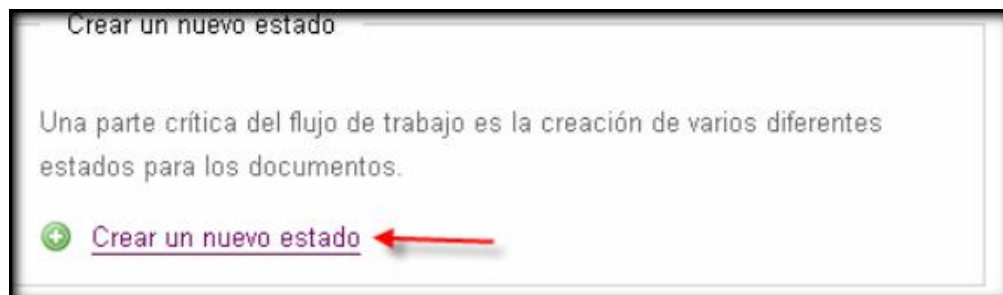 Crear un nuevo estado
Una parte crítica del flujo de trabajo es la creación de varios diferentes
estados para los documentos.
Crear un nuevo estado